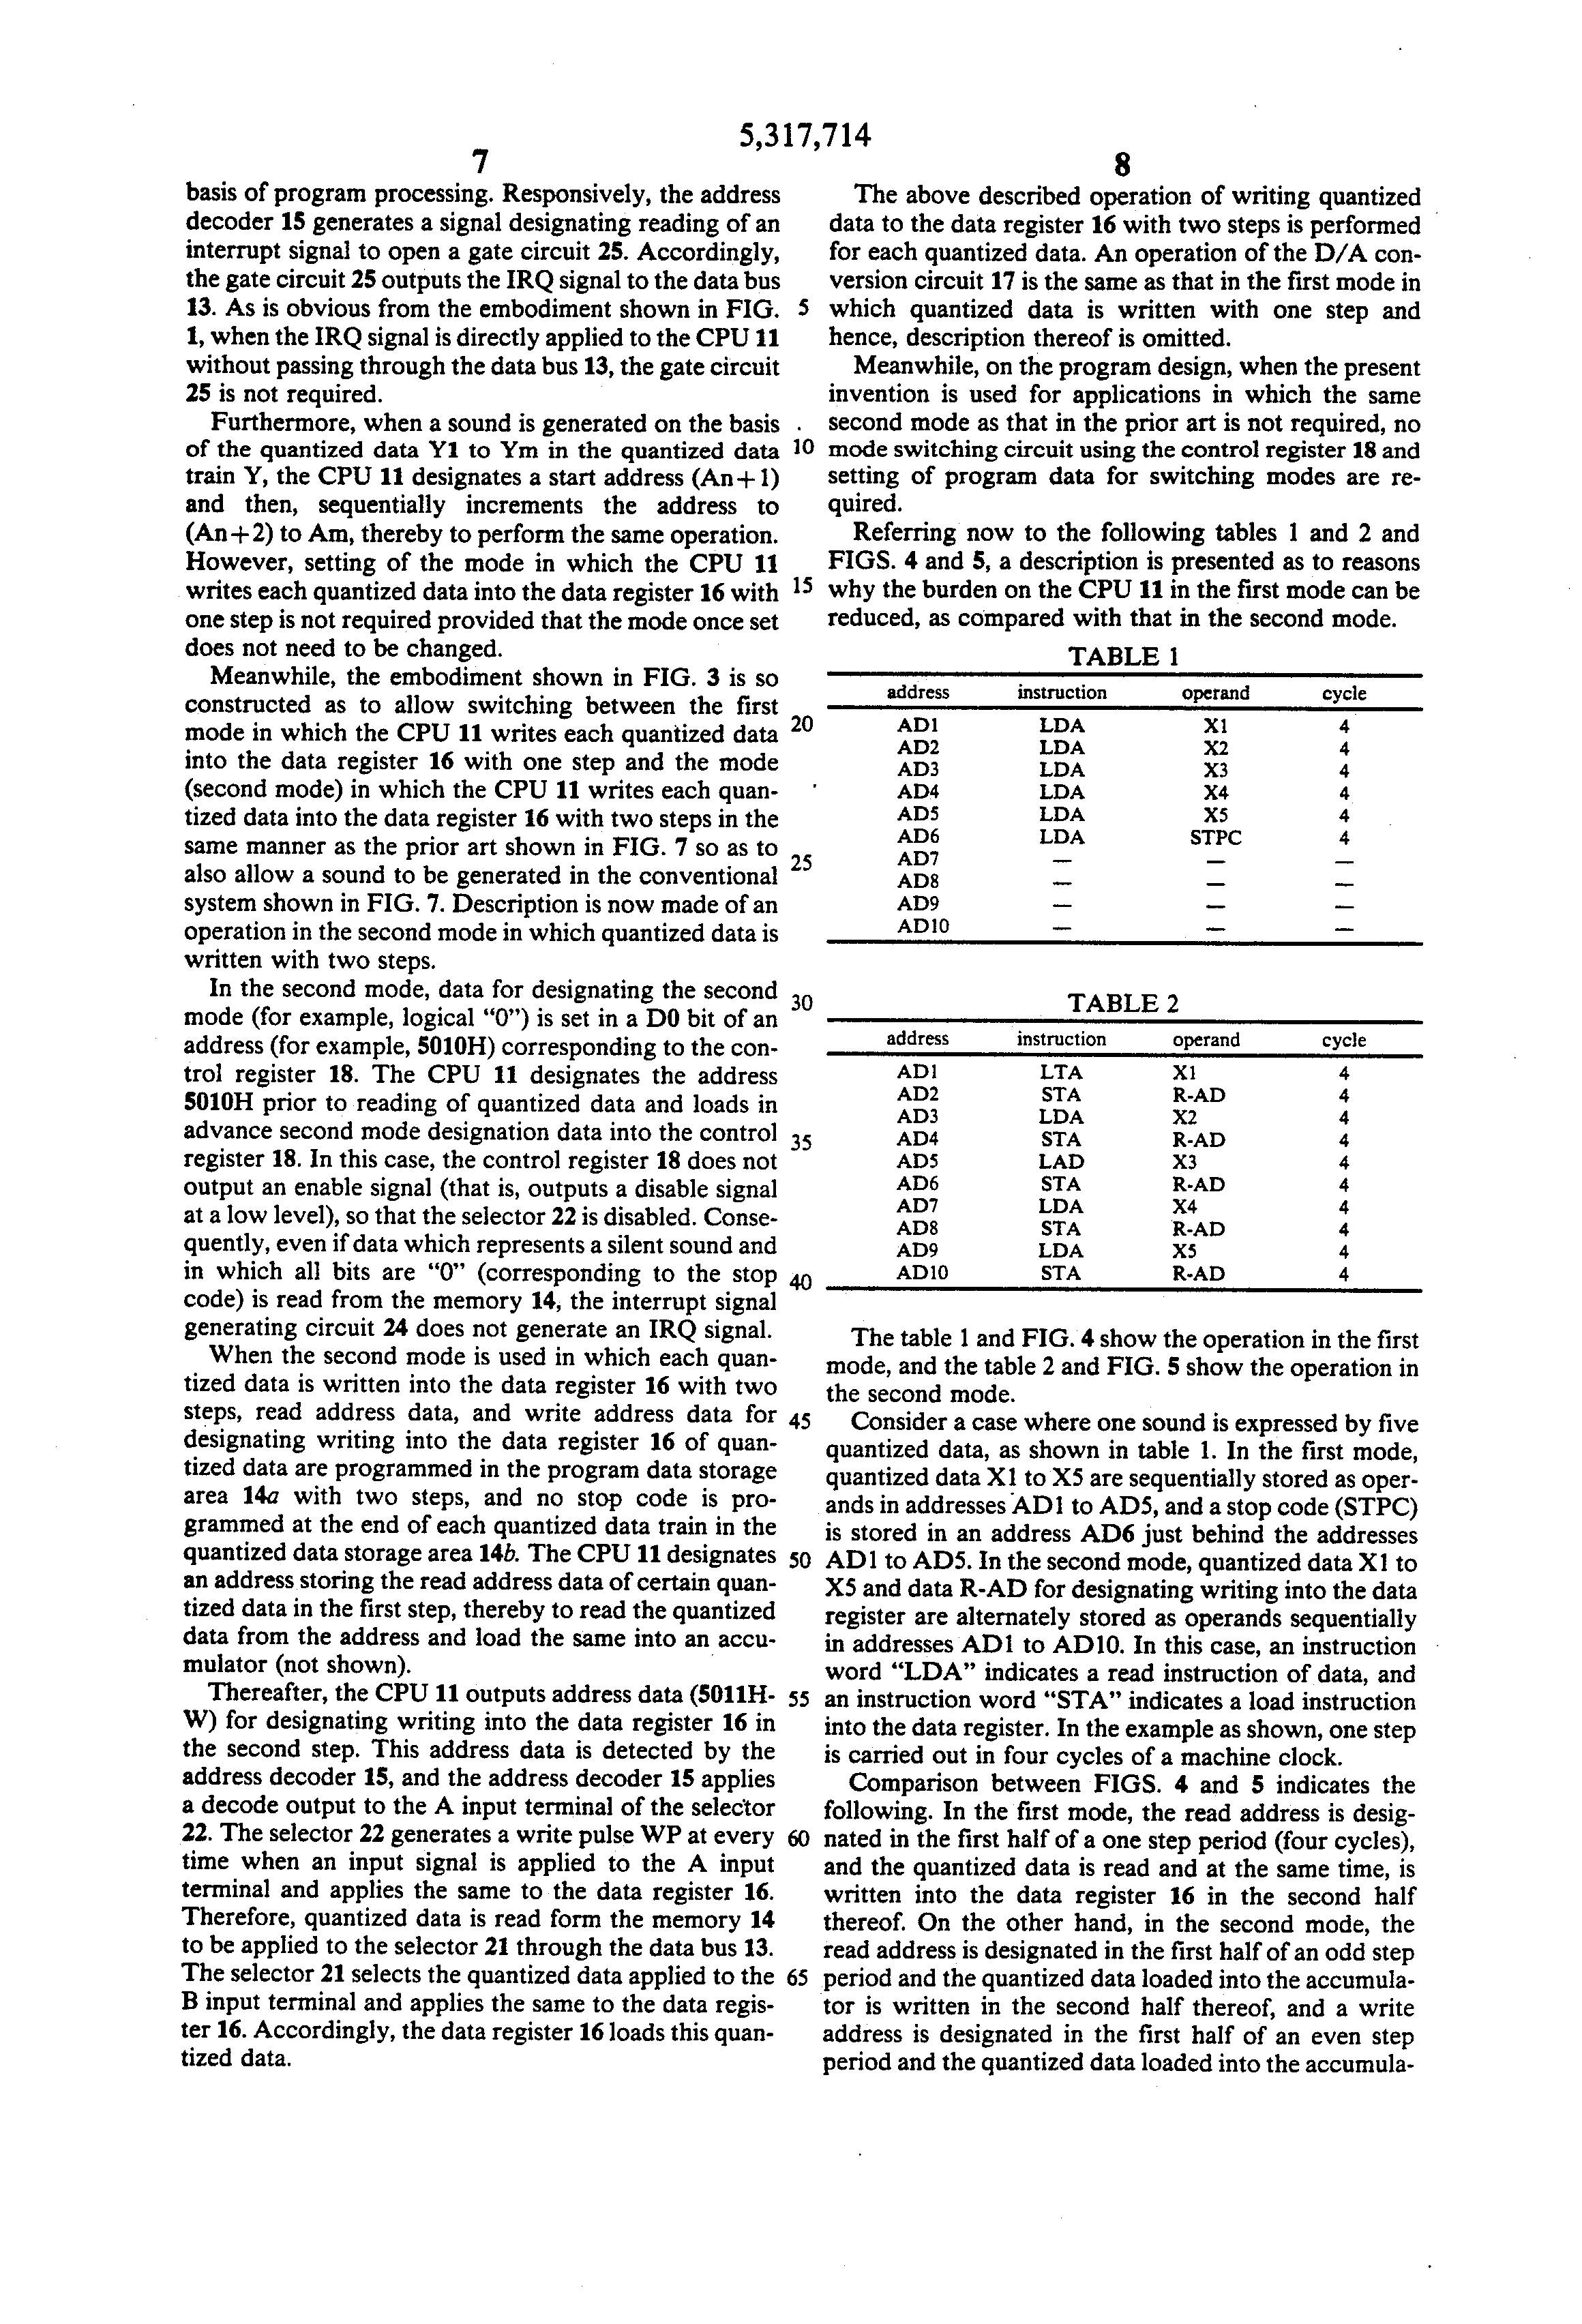 5,317,714
7
basis of program processing. Responsively, the address
decoder 15 generates a signal designating reading of an
interrupt signal to open a gate circuit 25. Accordingly,
the gate circuit 25 outputs the IRQ signal to the data bus
13. As is obvious from the embodiment shown in FIG.
1, when the IRQ signal is directly applied to the CPU 11
without passing through the data bus 13, the gate circuit
25 is not required.
Furthermore, when a sound is generated on the basis
of the quantized data Y1 to Ym in the quantized data
train Y, the CPU 11 designates a start address (An+1)
and then, sequentially increments the address to
(An+2) to Am, thereby to perform the same operation.
However, setting of the mode in which the CPU 11
writes each quantized data into the data register 16 with
one step is not required provided that the mode once set
does not need to be changed.
Meanwhile, the embodiment shown in FIG. 3 is so
constructed as to allow switching between the first
mode in which the CPU 11 writes each quantized data
into the data register 16 with one step and the mode
(second mode) in which the CPU 11 writes each quan-
tized data into the data register 16 with two steps in the
same manner as the prior art shown in FIG. 7 so as to
also allow a sound to be generated in the conventional
system shown in FIG. 7. Description is now made of an
operation in the second mode in which quantized data is
written with two steps.
In the second mode, data for designating the second
mode (for example, logical “0”) is set in a D0 bit of an
address (for example, 5010H) corresponding to the con-
trol register 18. The CPU 11 designates the address
5010H prior to reading of quantized data and loads in
advance second mode designation data into the control
register 18. In this case, the control register 18 does not
output an enable signal (that is, outputs a disable signal
at a low level), so that the selector 22 is disabled. Conse-
quently, even if data which represents a silent sound and
in which all bits are “0” (corresponding to the stop
code) is read from the memory 14, the interrupt signal
generating circuit 24 does not generate an IRQ signal.
When the second mode is used in which each quan-
tized data is written into the data register 16 with two
steps, read address data, and write address data for
designating writing into the data register 16 of quan-
tized data are programmed in the program data storage
area 14a with two steps, and no stop code is pro-
grammed at the end of each quantized data train in the
quantized data storage area 14b. The CPU 11 designates
an address storing the read address data of certain quan-
tized data in the first step, thereby to read the quantized
data from the address and load the same into an accu-
mulator (not shown).
Thereafter, the CPU 11 outputs address data (5011H-
W) for designating writing into the data register 16 in
the second step. This address data is detected by the
address decoder 15, and the address decoder 15 applies
a decode output to the A input terminal of the selector
22. The selector 22 generates a write pulse WP at every
time when an input signal is applied to the A input
terminal and applies the same to the data register 16.
Therefore, quantized data is read form the memory 14
to be applied to the selector 21 through the data bus 13.
The selector 21 selects the quantized data applied to the
B input terminal and applies the same to the data regis-
ter 16. Accordingly, the data register 16 loads this quan-
tized data.
5
10
15
20
25
30
35
40
45
50
55
60
65
8
The above described operation of writing quantized
data to the data register 16 with two steps is performed
for each quantized data. An operation of the D/A con-
version circuit 17 is the same as that in the first mode in
which quantized data is written with one step and
hence, description thereof is omitted.
Meanwhile, on the program design, when the present
invention is used for applications in which the same
second mode as that in the prior art is not required, no
mode switching circuit using the control register 18 and
setting of program data for switching modes are re-
quired.
Referring now to the following tables 1 and 2 and
FIGS. 4 and 5, a description is presented as to reasons
why the burden on the CPU 11 in the first mode can be
reduced, as compared with that in the second mode.
TABLE 1
address instruction operand cycle
AD1 LDA X1 4
AD2 LDA X2 4
AD3 LDA X3 4
AD4 LDA X4 4
AD5 LDA X5 4
AD6 LDA STPC 4
AD7 — — —
AD8 — — —
AD9 — — —
AD10 — — —
TABLE 2
address instruction operand cycle
AD1 LTA X1 4
AD2 STA R-AD 4
AD3 LDA X2 4
AD4 STA R-AD 4
AD5 LAD X3 4
AD6 STA R-AD 4
AD7 LDA X4 4
AD8 STA R-AD 4
AD9 LDA X5 4
AD10 STA R-AD 4
The table 1 and FIG. 4 show the operation in the first
mode, and the table 2 and FIG. 5 show the operation in
the second mode.
Consider a case where one sound is expressed by five
quantized data, as shown in table 1. In the first mode,
quantized data X1 to X5 are sequentially stored as oper-
ands in addresses AD1 to AD5, and a stop code (STPC)
is stored in an address AD6 just behind the addresses
AD1 to AD5. In the second mode, quantized data X1 to
X5 and data R-AD for designating writing into the data
register are alternately stored as operands sequentially
in addresses AD1 to AD10. In this case, an instruction
word “LDA” indicates a read instruction of data, and
an instruction word “STA” indicates a load instruction
into the data register. In the example as shown, one step
is carried out in four cycles of a machine clock.
Comparison between FIGS. 4 and 5 indicates the
following. In the first mode, the read address is desig-
nated in the first half of a one step period (four cycles),
and the quantized data is read and at the same time, is
written into the data register 16 in the second half
thereof. On the other hand, in the second mode, the
read address is designated in the first half of an odd step
period and the quantized data loaded into the accumula-
tor is written in the second half thereof, and a write
address is designated in the first half of an even step
period and the quantized data loaded into the accumula-